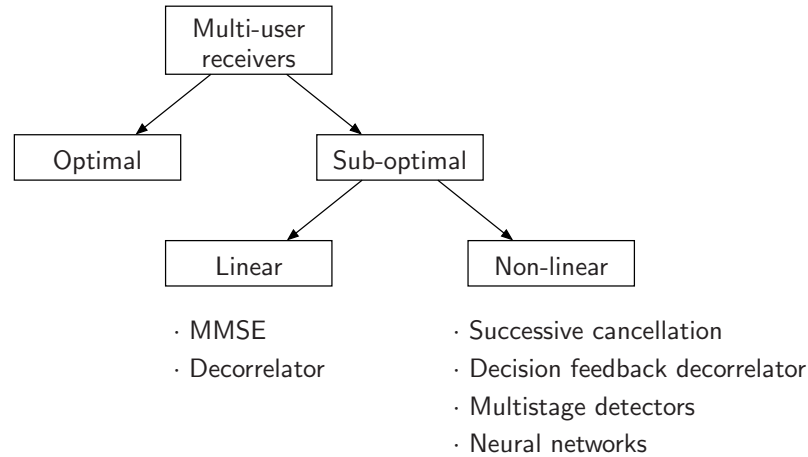 Multi-user
receivers
Optimal
Sub-optimal
Linear
Non-linear
· MMSE
· Decorrelator
· Successive cancellation
· Decision feedback decorrelator
· Multistage detectors
· Neural networks